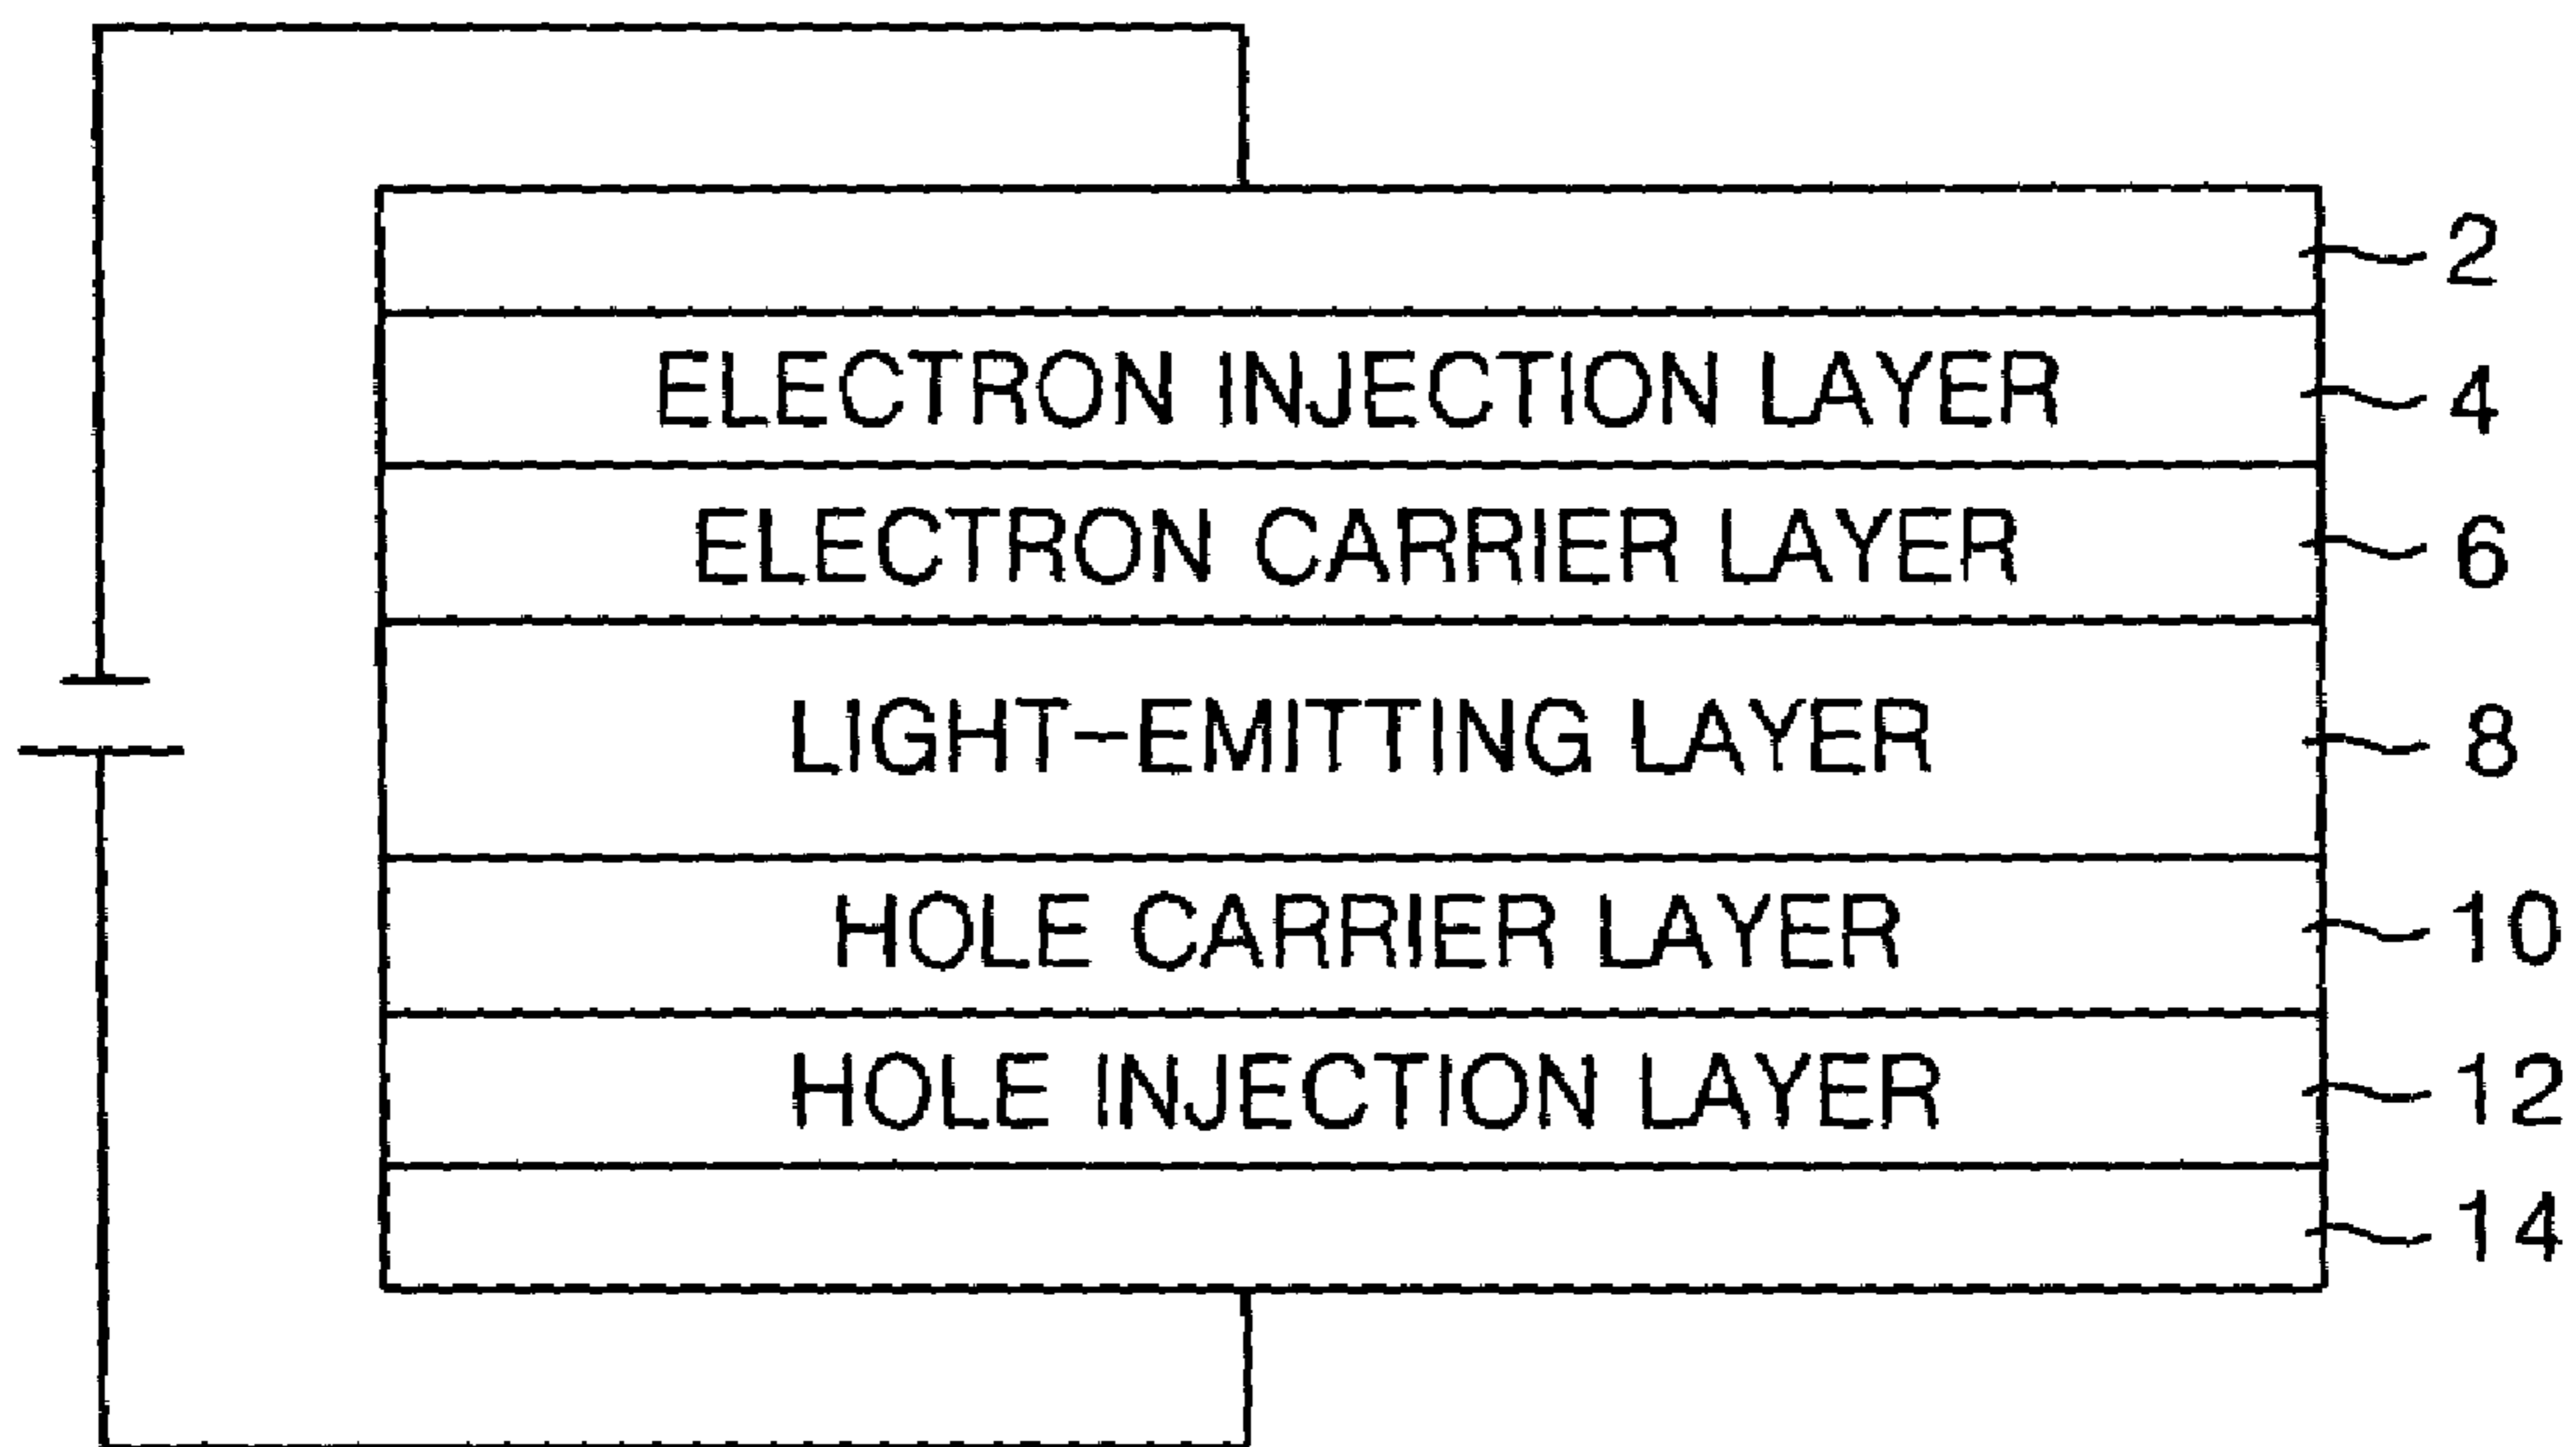 2
ELECTRON INJECTION LAYER 4
ELECTRON CARRIER LAYER 6
LIGHT-EMITTING LAYER 8
HOLE CARRIER LAYER 10
HOLE INJECTION LAYER 12
14